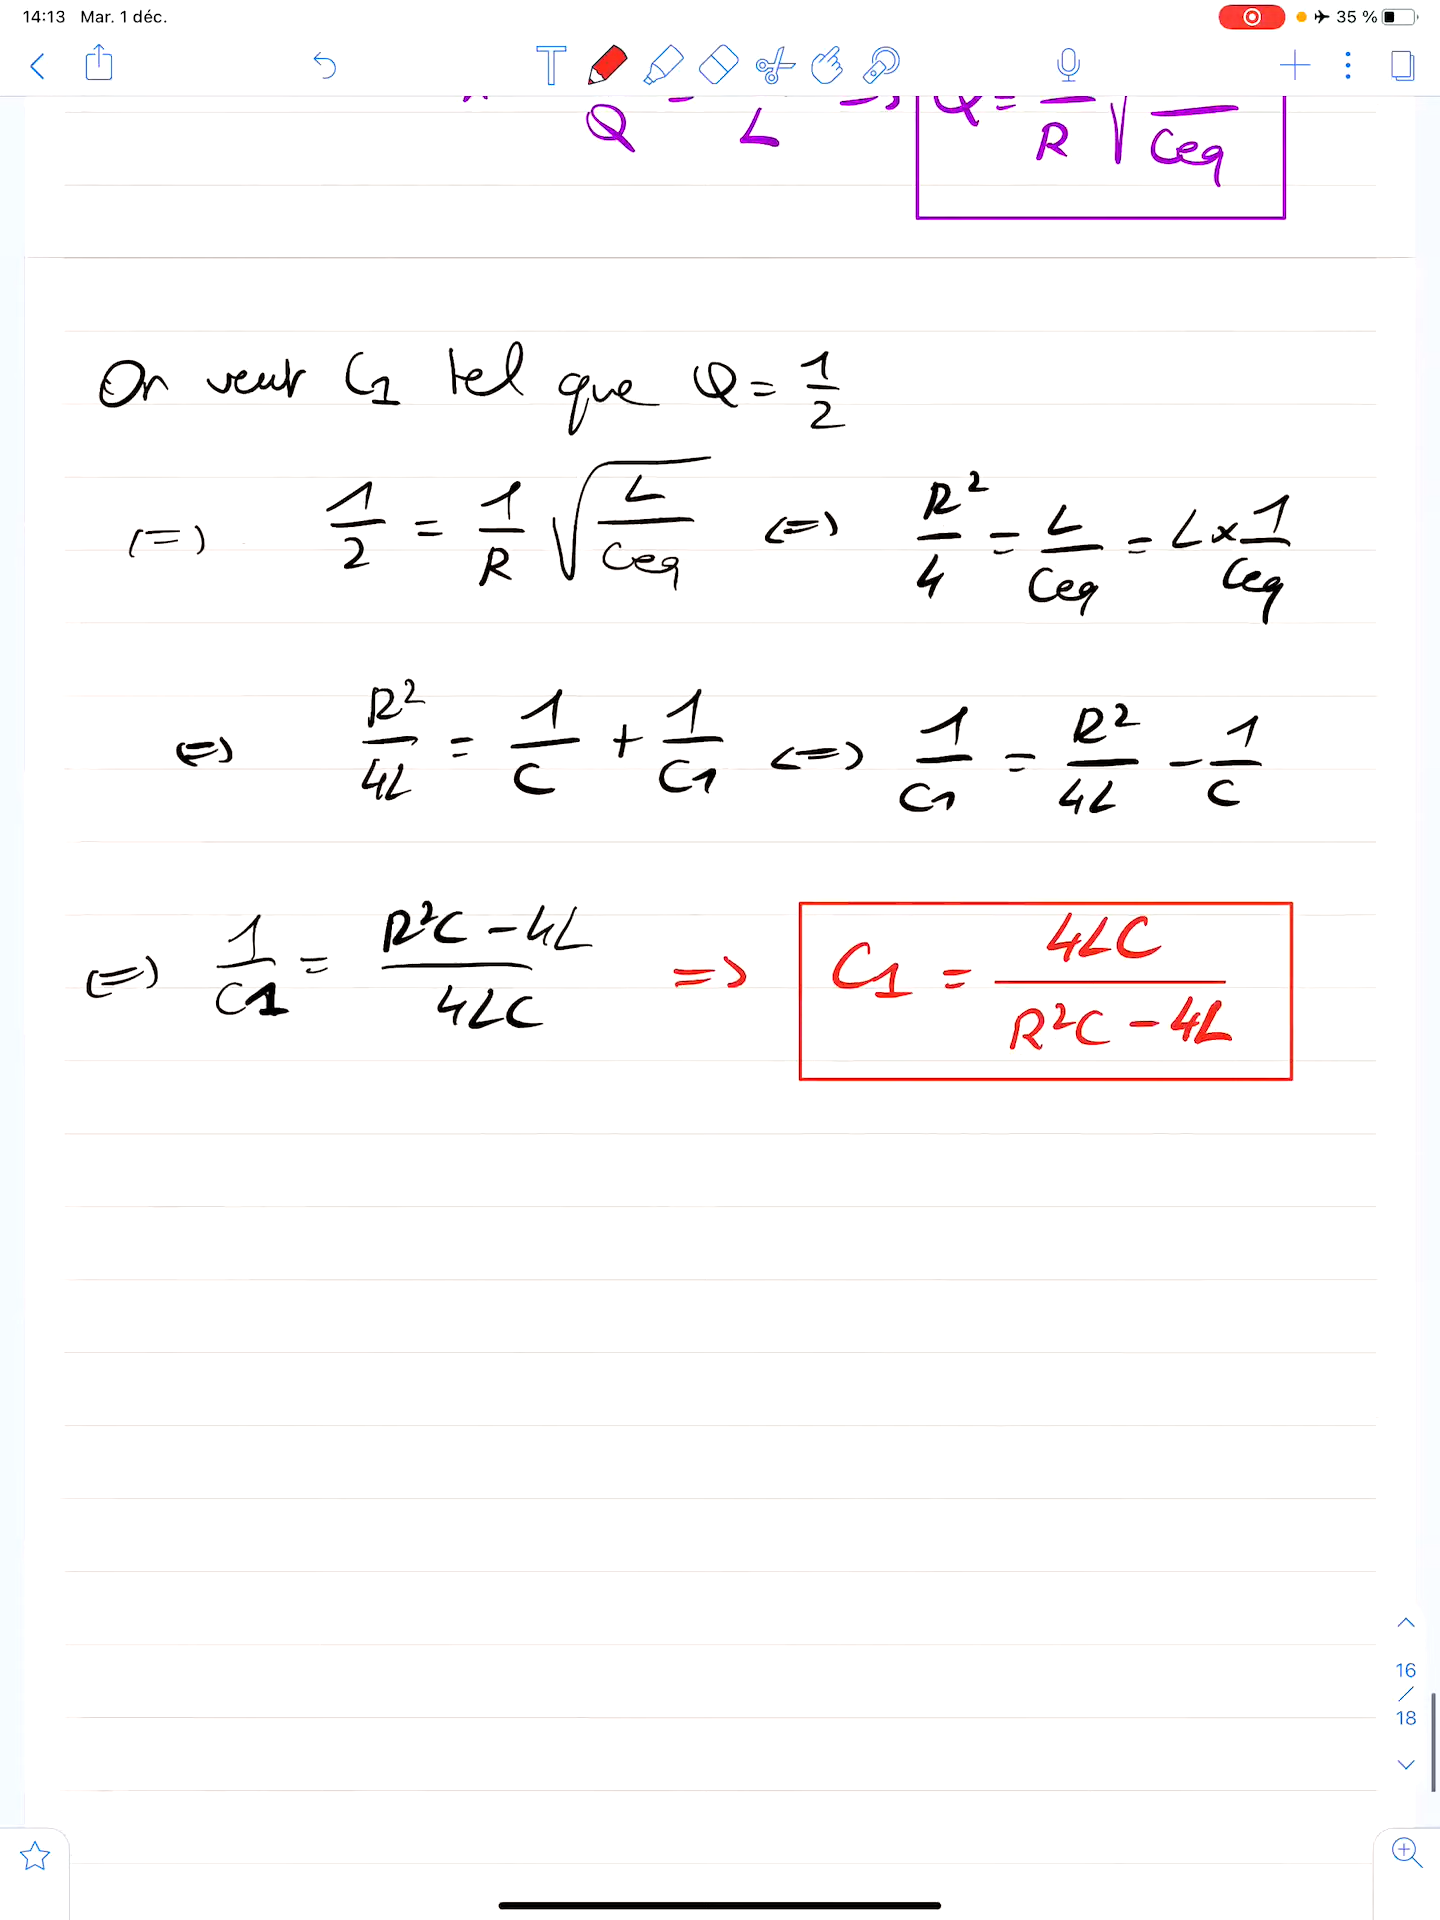 14:13 Mar. 1 déc. 35 %
Q L => Q = R √ Ceq
On veut C1 tel que Q = 1/2
(=) 1/2 = 1/R √(L/Ceq) (=) R²/4 = L/Ceq = L × 1/Ceq
(=) R²/4L = 1/C + 1/C1 (=) 1/C1 = R²/4L - 1/C
(=) 1/C1 = (R²C - 4L)/4LC => C1 = 4LC/(R²C - 4L)
16
/
18